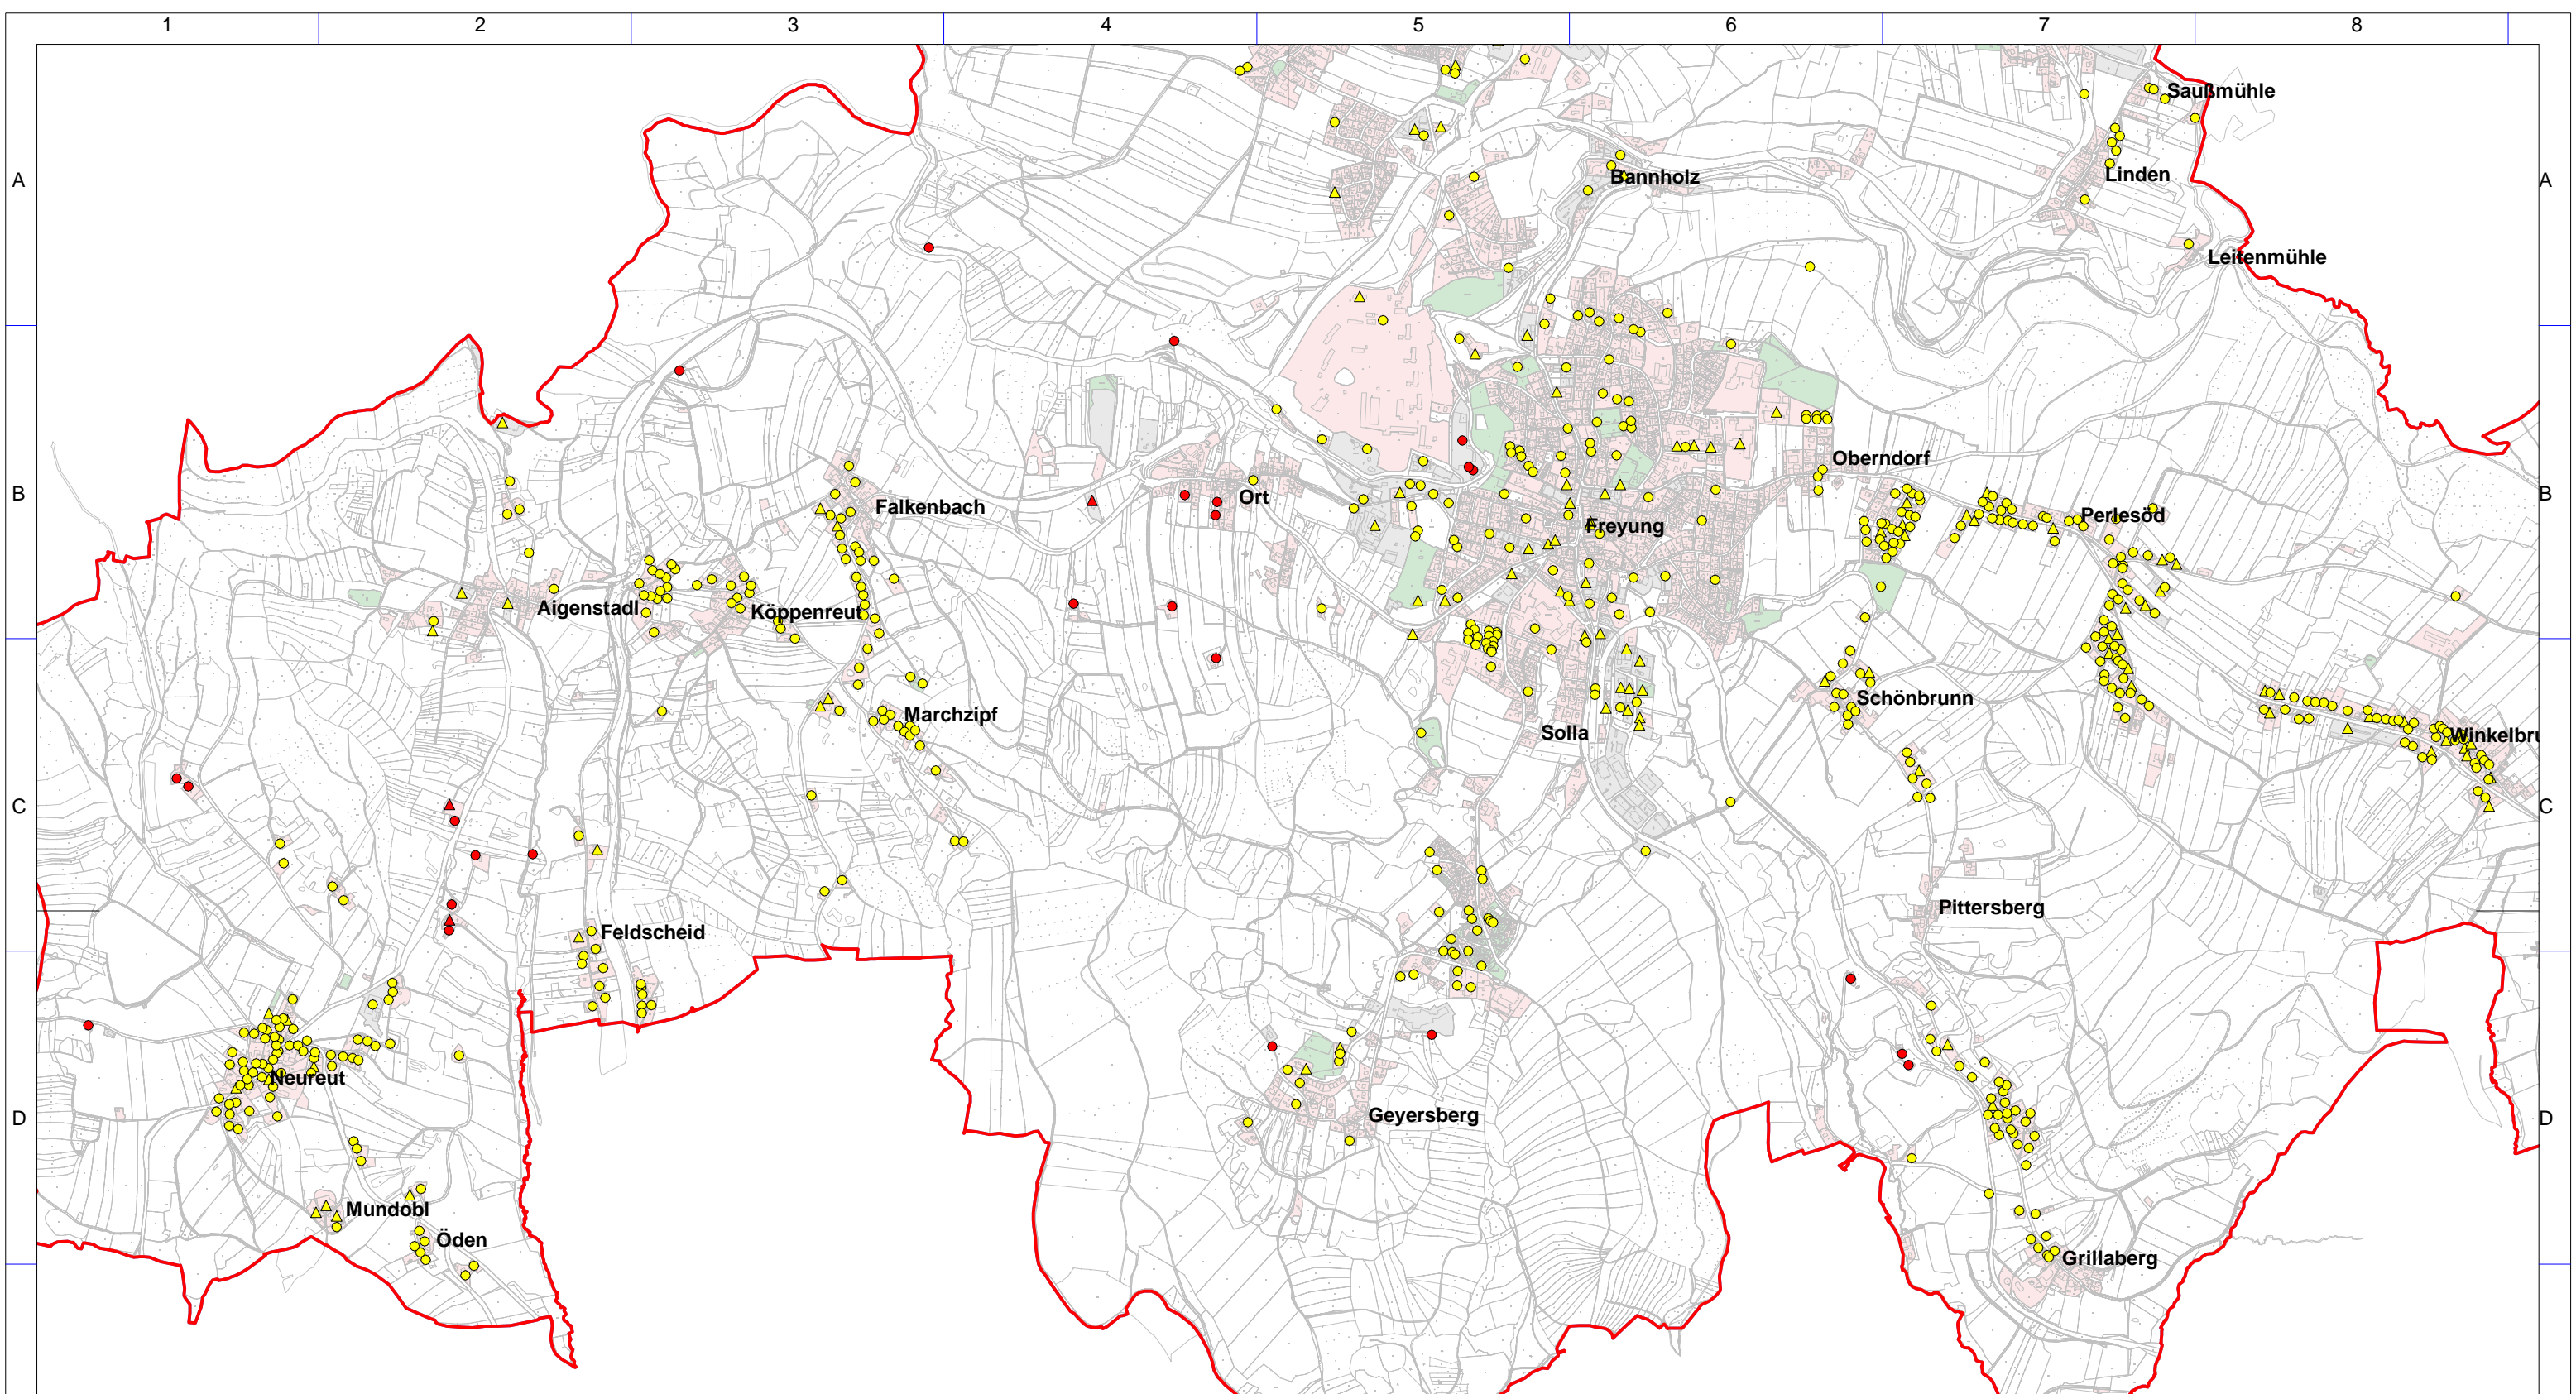 1 2 3 4 5 6 7 8
Saußmühle
A Bannholz Linden A
Leitenmühle
Oberndorf
B Falkenbach Ort Freyung Perlesöd B
Aigenstadl Köppenreut
Schönbrunn
Marchzipf Solla Winkelbru
C C
Pittersberg
Feldscheid
Neureut
D Geyersberg D
Mundobl
Öden
Grillaberg